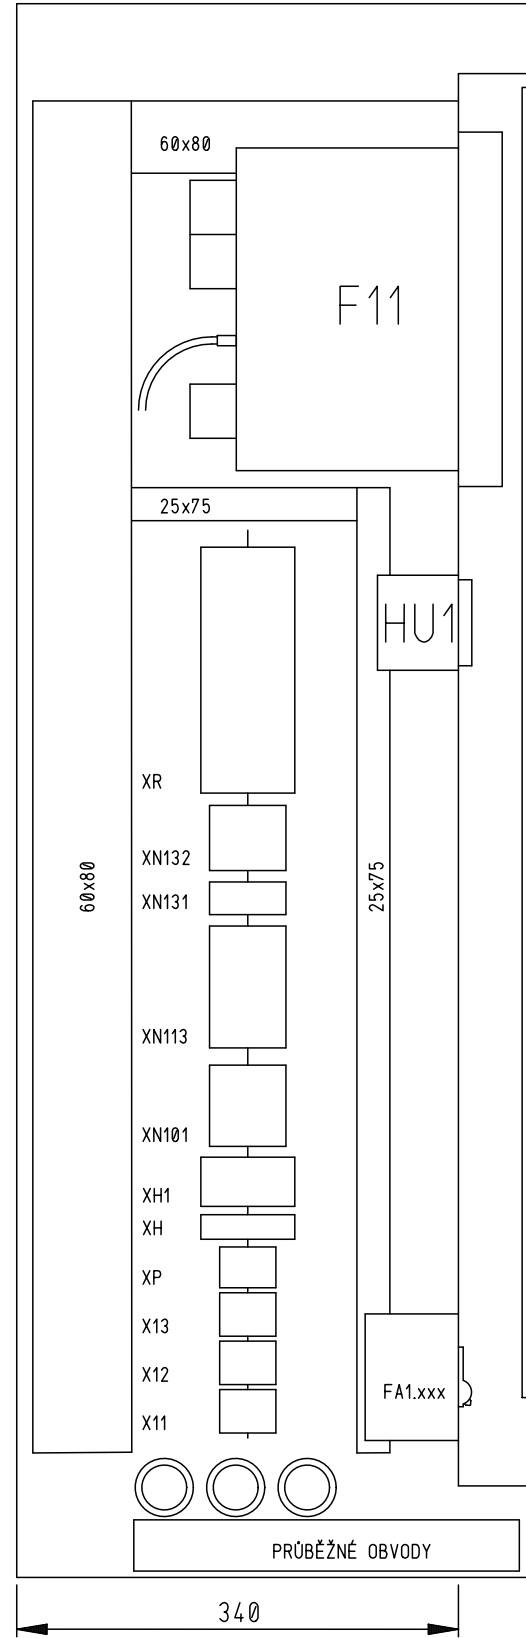 60x80
F11
25x75
HU1
XR
XN132
60x80
25x75
XN131
XN113
XN101
XH1
XH
XP
X13
X12
FA1.xxx
X11
PRŮBĚŽNÉ OBVODY
340